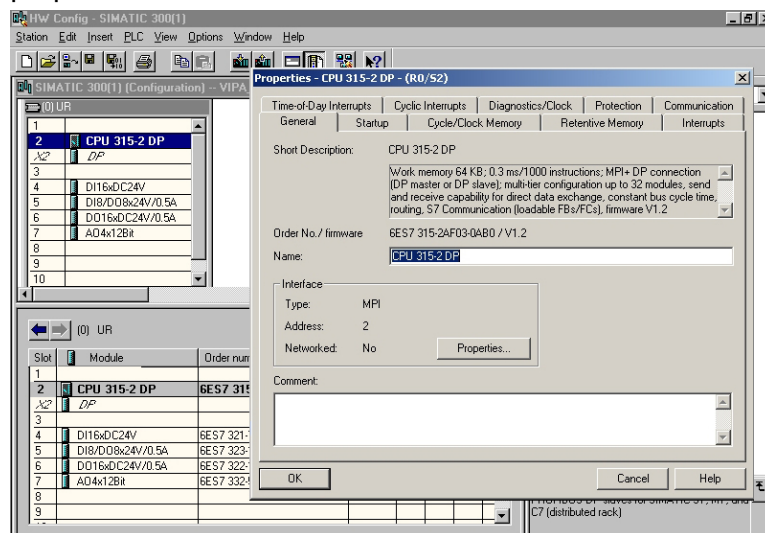 HW Config - SIMATIC 300(1)
Station Edit Insert PLC View Options Window Help
SIMATIC 300(1) (Configuration) -- VIPA
(0) UR
1
2 CPU 315-2 DP
X2 DP
3
4 DI16xDC24V
5 DI8/DO8x24V/0.5A
6 DO16xDC24V/0.5A
7 AO4x12Bit
8
9
10
Properties - CPU 315-2 DP - (R0/S2)
Time-of-Day Interrupts Cyclic Interrupts Diagnostics/Clock Protection Communication
General Startup Cycle/Clock Memory Retentive Memory Interrupts
Short Description: CPU 315-2 DP
Work memory 64 KB; 0.3 ms/1000 instructions; MPI+ DP connection
(DP master or DP slave); multi-tier configuration up to 32 modules, send
and receive capability for direct data exchange, constant bus cycle time,
routing, S7 Communication (loadable FBs/FCs), firmware V1.2
Order No./ firmware 6ES7 315-2AF03-0AB0 / V1.2
Name: CPU 315-2 DP
Interface
Type: MPI
Address: 2
Networked: No Properties...
Comment:
OK Cancel Help
(0) UR
Slot Module Order num
1
2 CPU 315-2 DP 6ES7 315
X2 DP
3
4 DI16xDC24V 6ES7 321-
5 DI8/DO8x24V/0.5A 6ES7 323-
6 DO16xDC24V/0.5A 6ES7 322-
7 AO4x12Bit 6ES7 332-
8
9
PROFIBUS DP slaves for SIMATIC S7, M7, and
C7 (distributed rack)